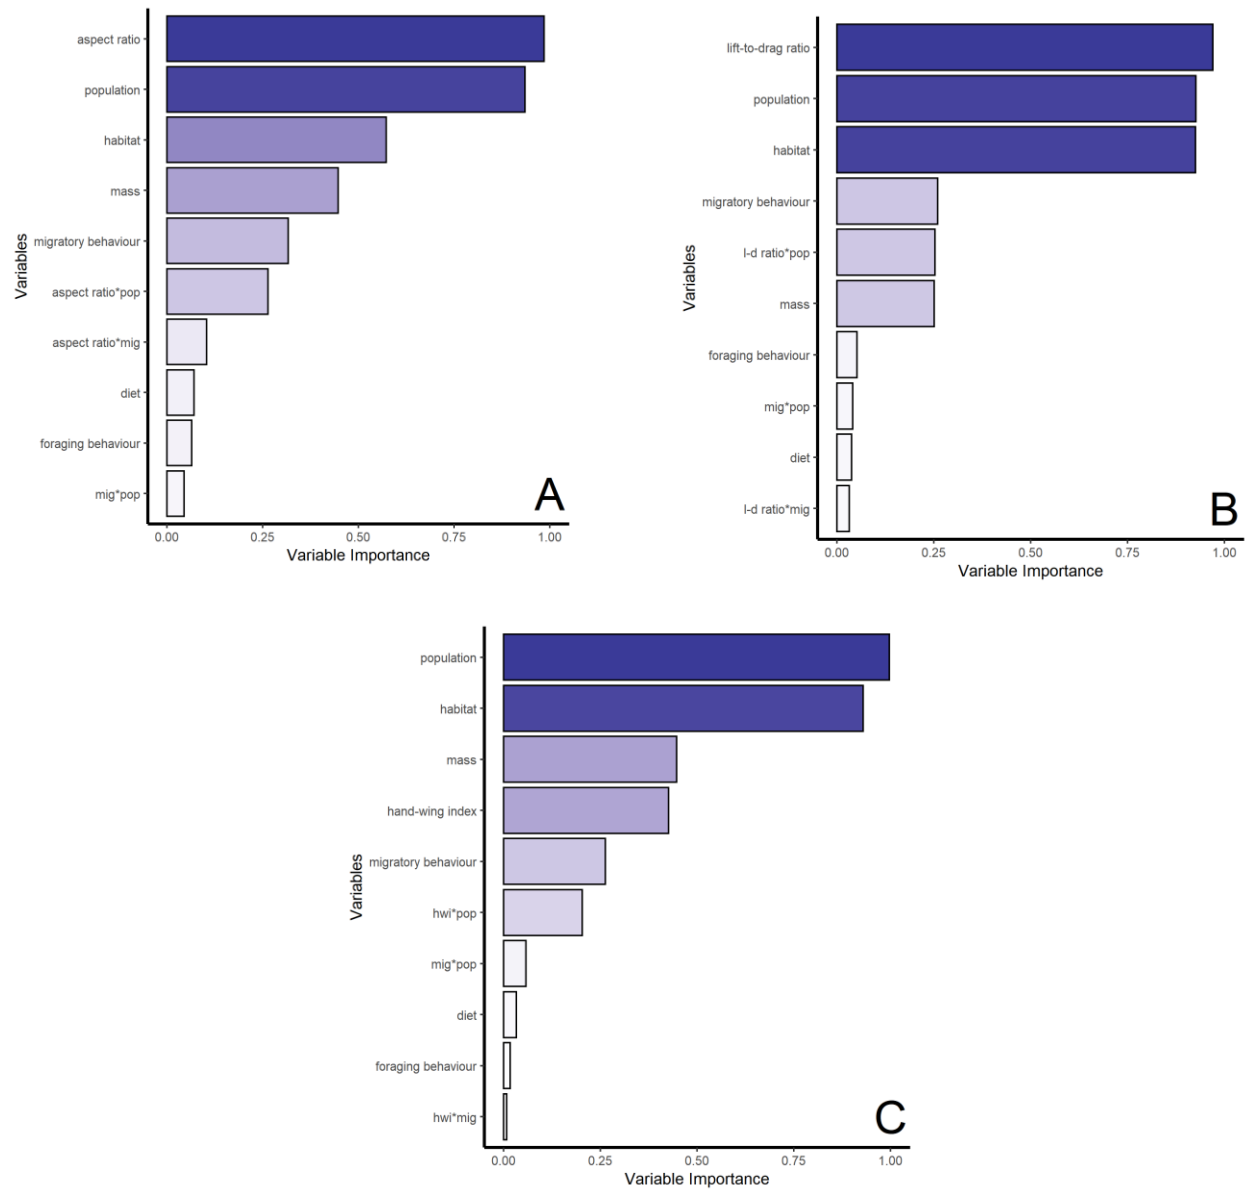 aspect ratio
population
habitat
mass
migratory behaviour
aspect ratio*pop
aspect ratio*mig
diet
foraging behaviour
mig*pop
Variables
A
0.00 0.25 0.50 0.75 1.00
Variable Importance
lift-to-drag ratio
population
habitat
migratory behaviour
l-d ratio*pop
mass
foraging behaviour
mig*pop
diet
l-d ratio*mig
Variables
B
0.00 0.25 0.50 0.75 1.00
Variable Importance
population
habitat
mass
hand-wing index
migratory behaviour
hwi*pop
mig*pop
diet
foraging behaviour
hwi*mig
Variables
C
0.00 0.25 0.50 0.75 1.00
Variable Importance